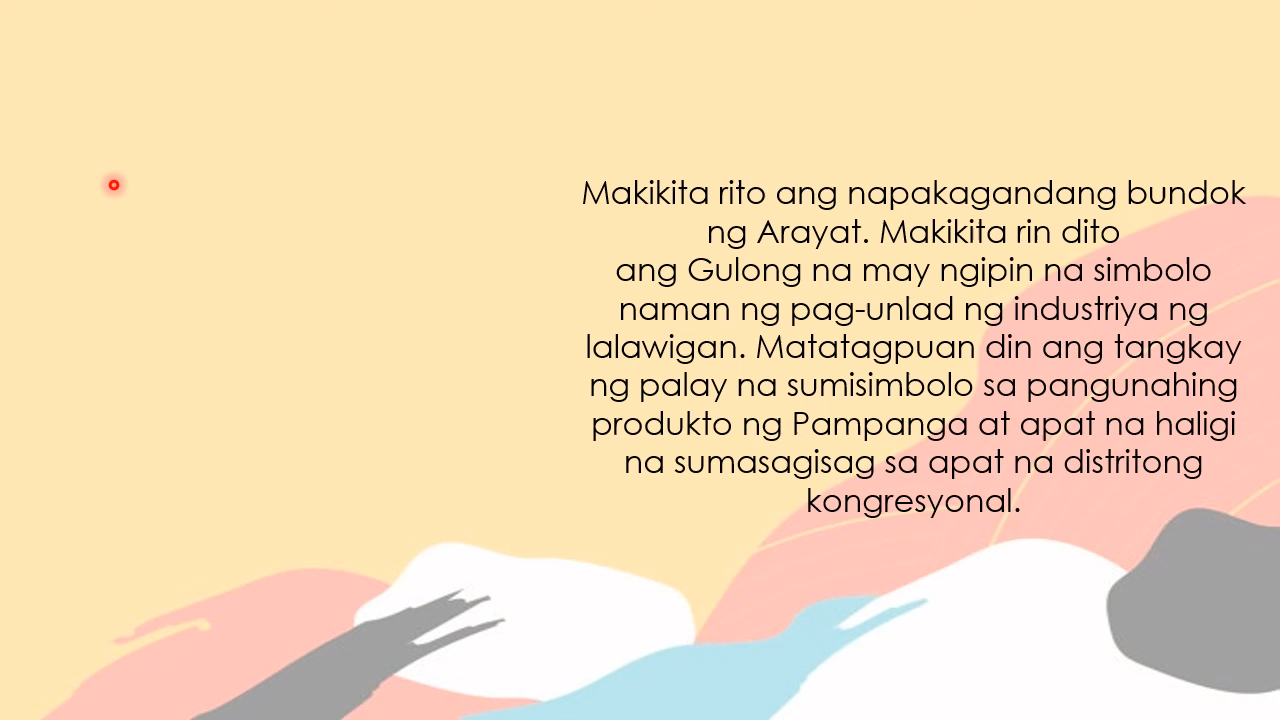 Makikita rito ang napakagandang bundok
ng Arayat. Makikita rin dito
ang Gulong na may ngipin na simbolo
naman ng pag-unlad ng industriya ng
lalawigan. Matatagpuan din ang tangkay
ng palay na sumisimbolo sa pangunahing
produkto ng Pampanga at apat na haligi
na sumasagisag sa apat na distritong
kongresyonal.